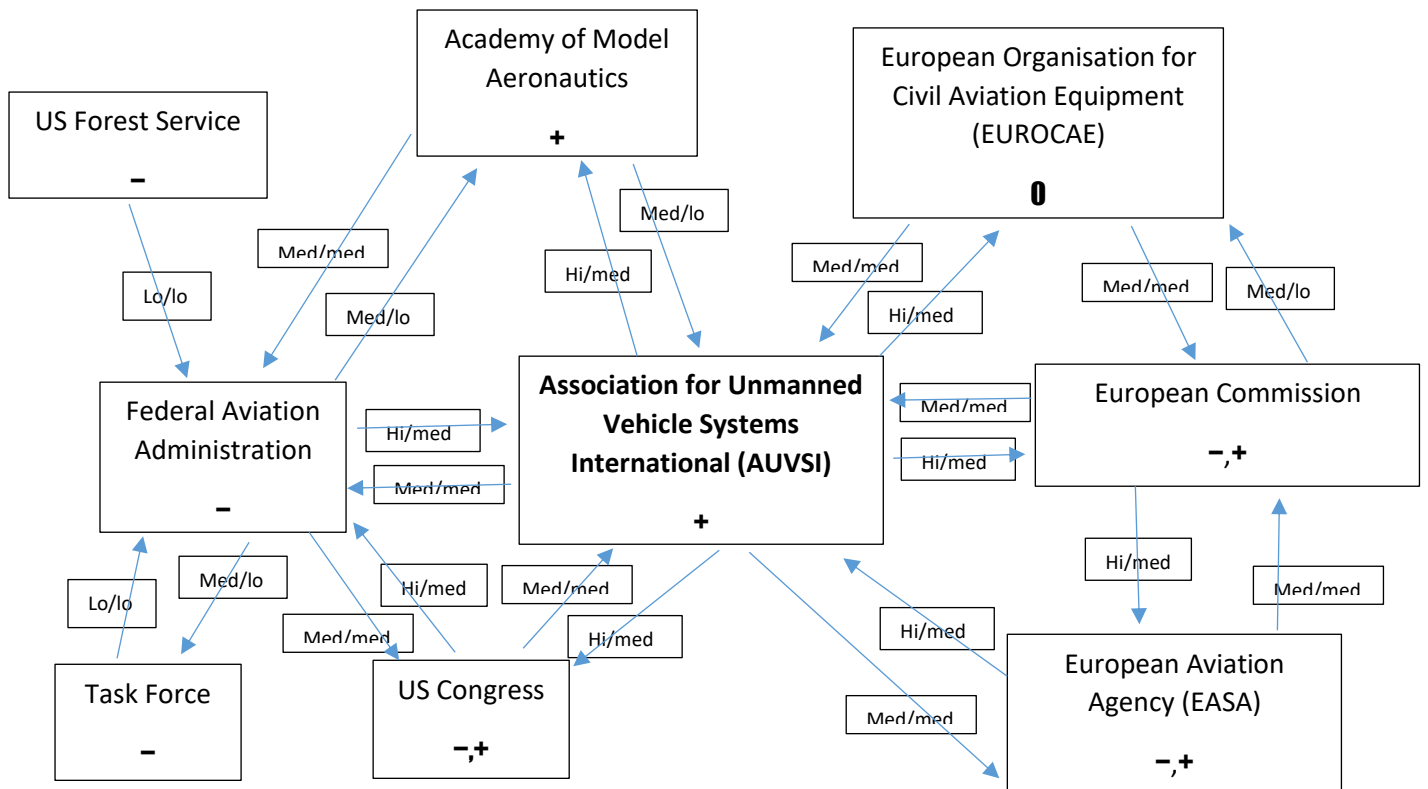 Academy of Model
Aeronautics
+
European Organisation for
Civil Aviation Equipment
(EUROCAE)
0
US Forest Service
−
Med/lo
Med/med
Med/med
Hi/med
Lo/lo
Med/lo
Hi/med
Med/med
Med/lo
Association for Unmanned
Vehicle Systems
International (AUVSI)
+
Federal Aviation
Administration
−
European Commission
−,+
Hi/med
Med/med
Med/med
Hi/med
Lo/lo
Med/lo
Med/med
Hi/med
Med/med
Hi/med
Hi/med
Med/med
Hi/med
Med/med
Task Force
−
US Congress
−,+
European Aviation
Agency (EASA)
−,+